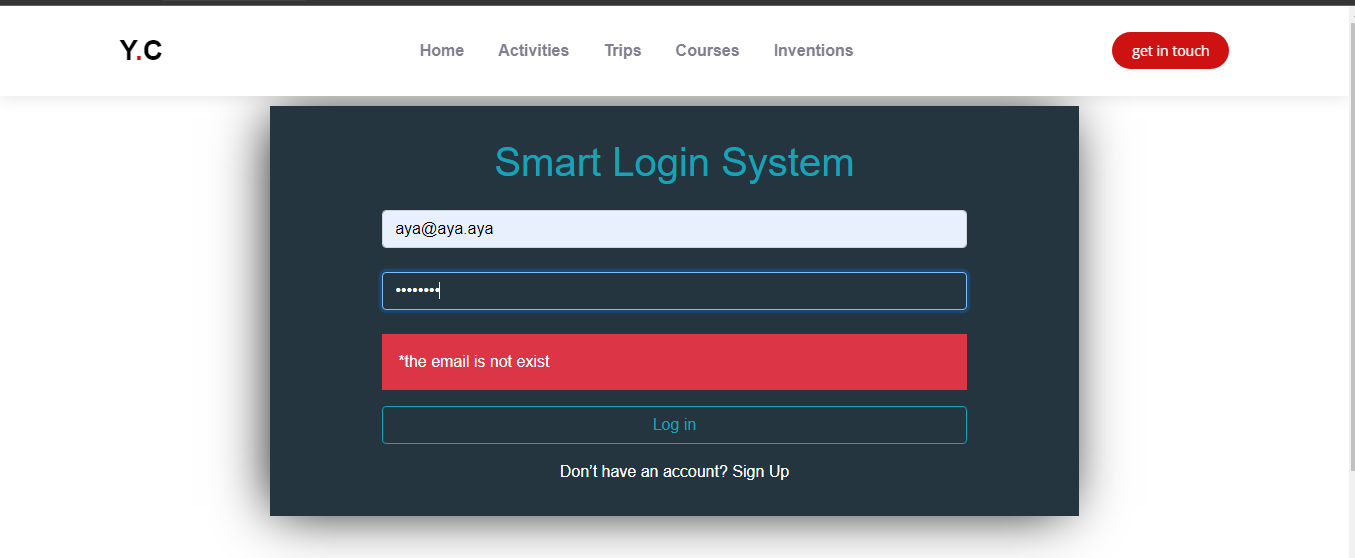 Y.C Home Activities Trips Courses Inventions get in touch
Smart Login System
aya@aya.aya
••••••••
*the email is not exist
Log in
Don’t have an account? Sign Up